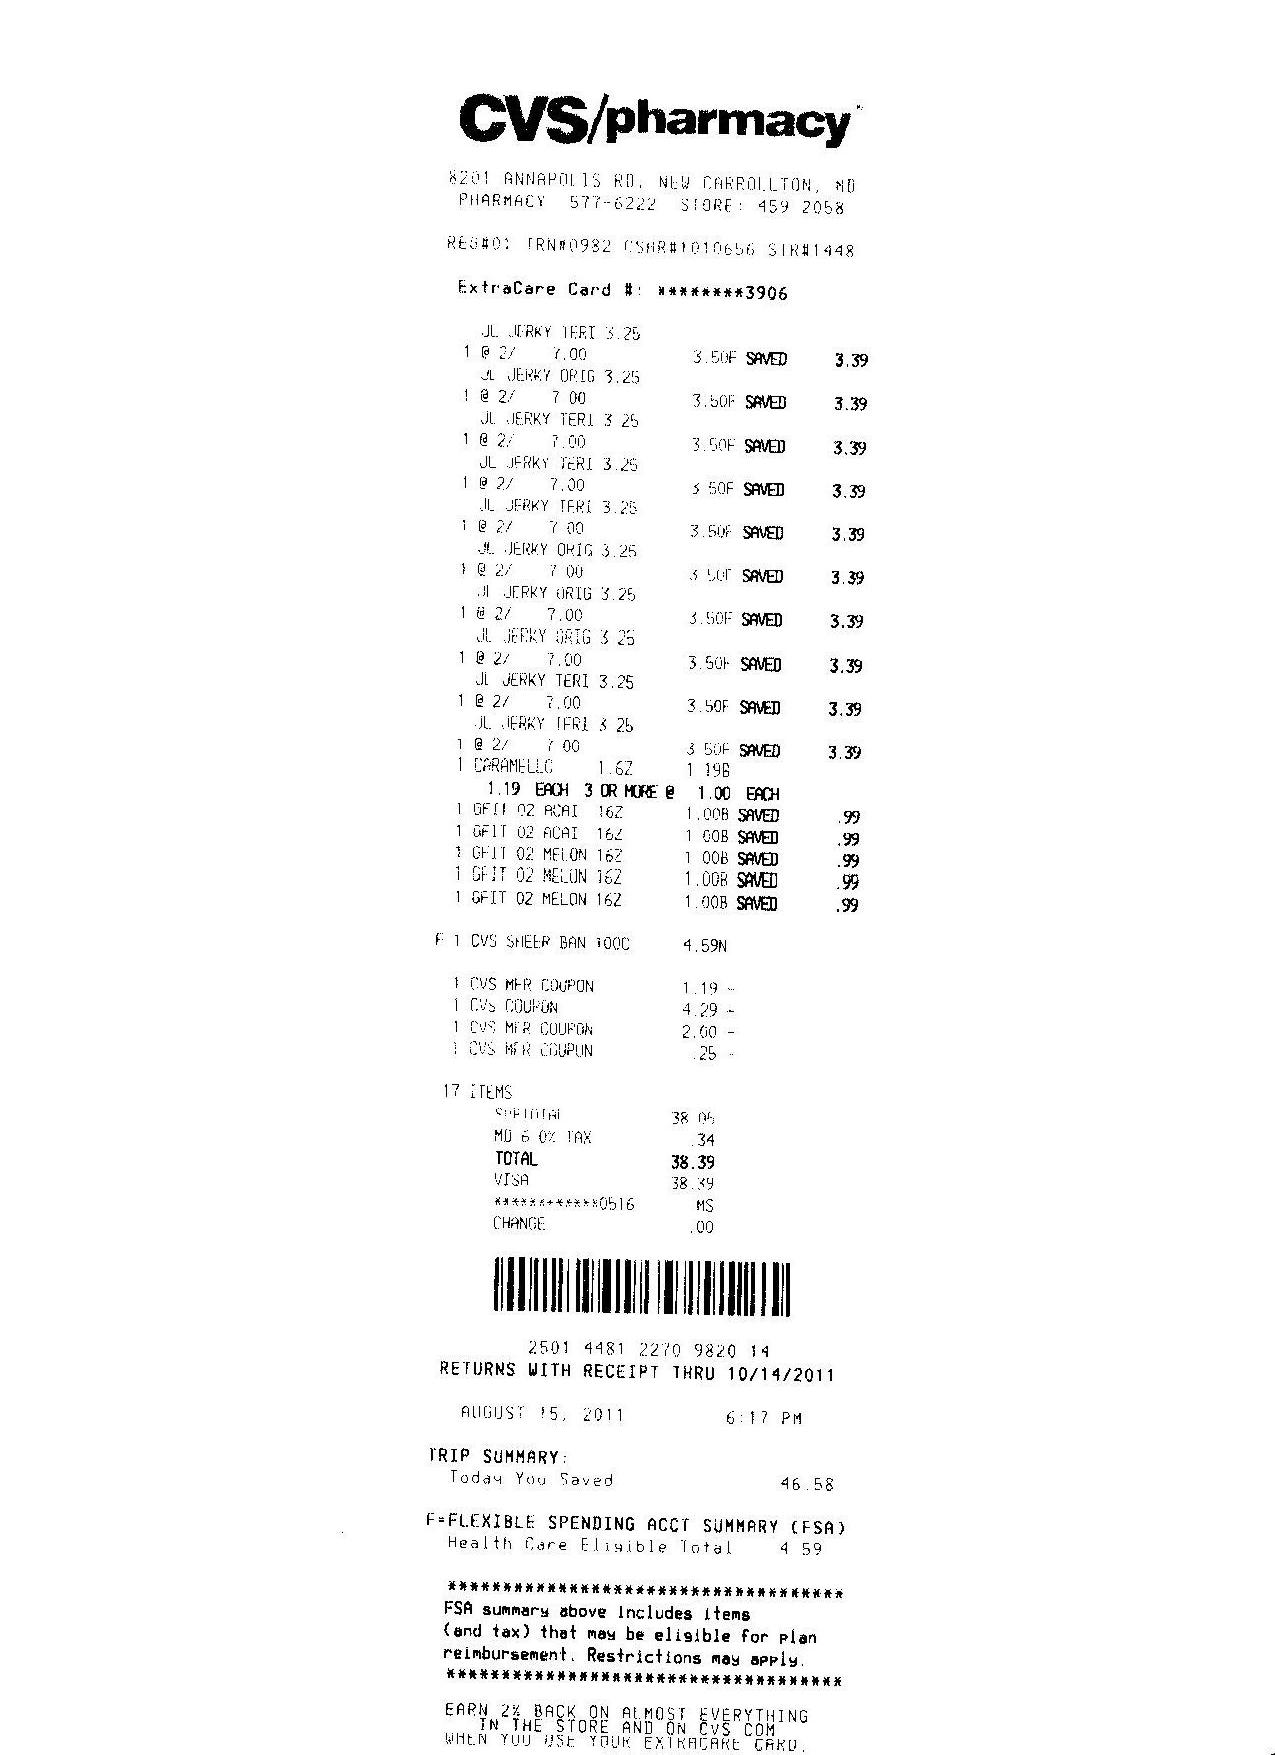 CVS/pharmacy
8201 ANNAPOLIS RD, NEW CARROLLTON, MD
PHARMACY 577-6222 STORE: 459 2058
REG#01 TRN#0982 CSHR#1010656 STR#1448
ExtraCare Card #: ********3906
JL JERKY TERI 3.25
1 @ 2/ 7.00 3.50F SAVED 3.39
JL JERKY ORIG 3.25
1 @ 2/ 7.00 3.50F SAVED 3.39
JL JERKY TERI 3.25
1 @ 2/ 7.00 3.50F SAVED 3.39
JL JERKY TERI 3.25
1 @ 2/ 7.00 3.50F SAVED 3.39
JL JERKY TERI 3.25
1 @ 2/ 7.00 3.50F SAVED 3.39
JL JERKY ORIG 3.25
1 @ 2/ 7.00 3.50F SAVED 3.39
JL JERKY ORIG 3.25
1 @ 2/ 7.00 3.50F SAVED 3.39
JL JERKY ORIG 3.25
1 @ 2/ 7.00 3.50F SAVED 3.39
JL JERKY TERI 3.25
1 @ 2/ 7.00 3.50F SAVED 3.39
JL JERKY TERI 3.25
1 @ 2/ 7.00 3.50F SAVED 3.39
1 CARAMELLO 1.6Z 1.19B
1.19 EACH 3 OR MORE @ 1.00 EACH
1 GFIT O2 ACAI 16Z 1.00B SAVED .99
1 GFIT O2 ACAI 16Z 1.00B SAVED .99
1 GFIT O2 MELON 16Z 1.00B SAVED .99
1 GFIT O2 MELON 16Z 1.00B SAVED .99
1 GFIT O2 MELON 16Z 1.00B SAVED .99
F 1 CVS SHEER BAN 100C 4.59N
1 CVS MFR COUPON 1.19 -
1 CVS COUPON 4.29 -
1 CVS MFR COUPON 2.00 -
1 CVS MFR COUPON .25 -
17 ITEMS
SUBTOTAL 38.05
MD 6.0% TAX .34
TOTAL 38.39
VISA 38.39
************0516 MS
CHANGE .00
2501 4481 2270 9820 14
RETURNS WITH RECEIPT THRU 10/14/2011
AUGUST 15, 2011 6:17 PM
TRIP SUMMARY:
Today You Saved 46.58
F=FLEXIBLE SPENDING ACCT SUMMARY (FSA)
Health Care Eligible Total 4.59
************************************
FSA summary above includes items
(and tax) that may be eligible for plan
reimbursement. Restrictions may apply.
************************************
EARN 2% BACK ON ALMOST EVERYTHING
IN THE STORE AND ON CVS.COM
WHEN YOU USE YOUR EXTRACARE CARD.